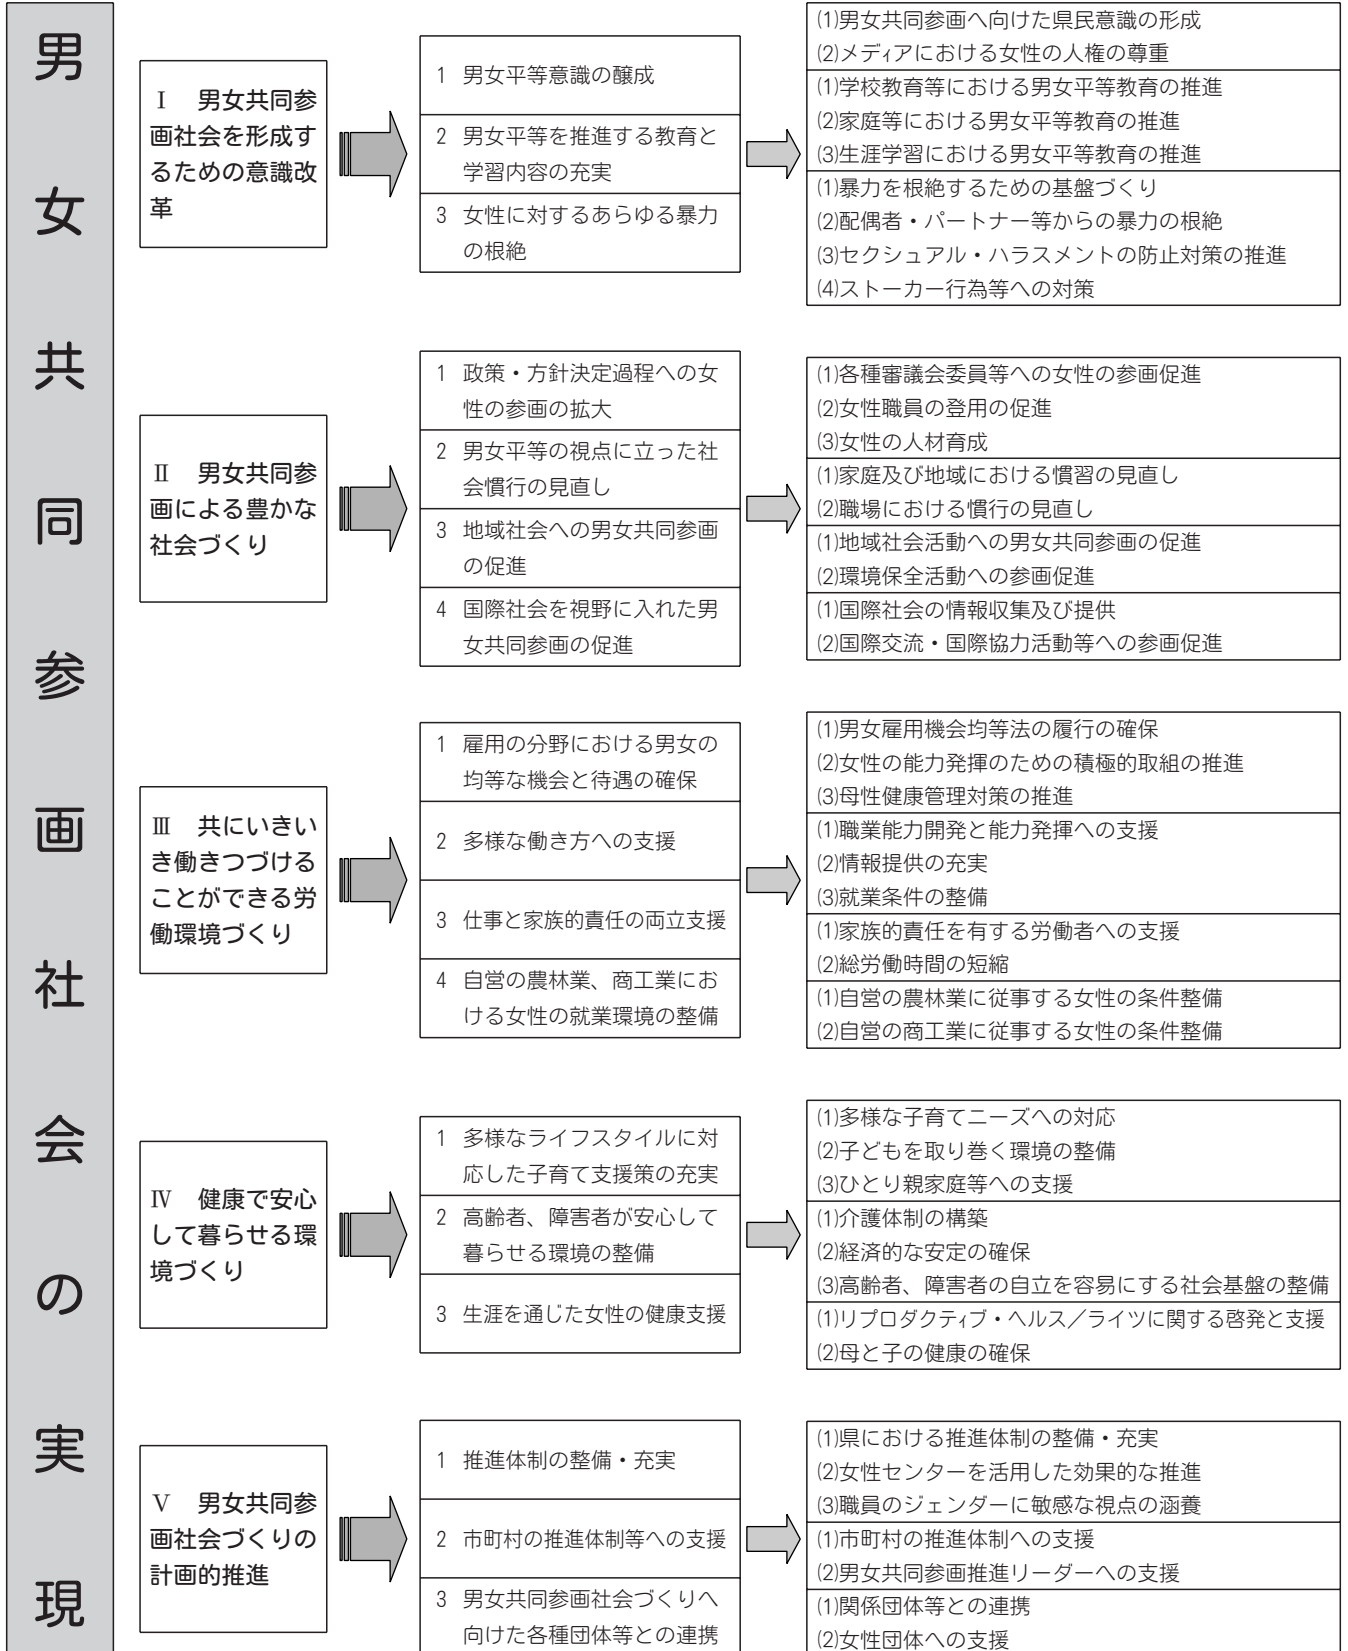 男女共同参画社会の実現
Ⅰ　男女共同参
画社会を形成す
るための意識改
革
1　男女平等意識の醸成
2　男女平等を推進する教育と
学習内容の充実
3　女性に対するあらゆる暴力
の根絶
⑴男女共同参画へ向けた県民意識の形成
⑵メディアにおける女性の人権の尊重
⑴学校教育等における男女平等教育の推進
⑵家庭等における男女平等教育の推進
⑶生涯学習における男女平等教育の推進
⑴暴力を根絶するための基盤づくり
⑵配偶者・パートナー等からの暴力の根絶
⑶セクシュアル・ハラスメントの防止対策の推進
⑷ストーカー行為等への対策
Ⅱ　男女共同参
画による豊かな
社会づくり
1　政策・方針決定過程への女
性の参画の拡大
2　男女平等の視点に立った社
会慣行の見直し
3　地域社会への男女共同参画
の促進
4　国際社会を視野に入れた男
女共同参画の促進
⑴各種審議会委員等への女性の参画促進
⑵女性職員の登用の促進
⑶女性の人材育成
⑴家庭及び地域における慣習の見直し
⑵職場における慣行の見直し
⑴地域社会活動への男女共同参画の促進
⑵環境保全活動への参画促進
⑴国際社会の情報収集及び提供
⑵国際交流・国際協力活動等への参画促進
Ⅲ　共にいきい
き働きつづける
ことができる労
働環境づくり
1　雇用の分野における男女の
均等な機会と待遇の確保
2　多様な働き方への支援
3　仕事と家族的責任の両立支援
4　自営の農林業、商工業にお
ける女性の就業環境の整備
⑴男女雇用機会均等法の履行の確保
⑵女性の能力発揮のための積極的取組の推進
⑶母性健康管理対策の推進
⑴職業能力開発と能力発揮への支援
⑵情報提供の充実
⑶就業条件の整備
⑴家族的責任を有する労働者への支援
⑵総労働時間の短縮
⑴自営の農林業に従事する女性の条件整備
⑵自営の商工業に従事する女性の条件整備
Ⅳ　健康で安心
して暮らせる環
境づくり
1　多様なライフスタイルに対
応した子育て支援策の充実
2　高齢者、障害者が安心して
暮らせる環境の整備
3　生涯を通じた女性の健康支援
⑴多様な子育てニーズへの対応
⑵子どもを取り巻く環境の整備
⑶ひとり親家庭等への支援
⑴介護体制の構築
⑵経済的な安定の確保
⑶高齢者、障害者の自立を容易にする社会基盤の整備
⑴リプロダクティブ・ヘルス／ライツに関する啓発と支援
⑵母と子の健康の確保
Ⅴ　男女共同参
画社会づくりの
計画的推進
1　推進体制の整備・充実
2　市町村の推進体制等への支援
3　男女共同参画社会づくりへ
向けた各種団体等との連携
⑴県における推進体制の整備・充実
⑵女性センターを活用した効果的な推進
⑶職員のジェンダーに敏感な視点の涵養
⑴市町村の推進体制への支援
⑵男女共同参画推進リーダーへの支援
⑴関係団体等との連携
⑵女性団体への支援